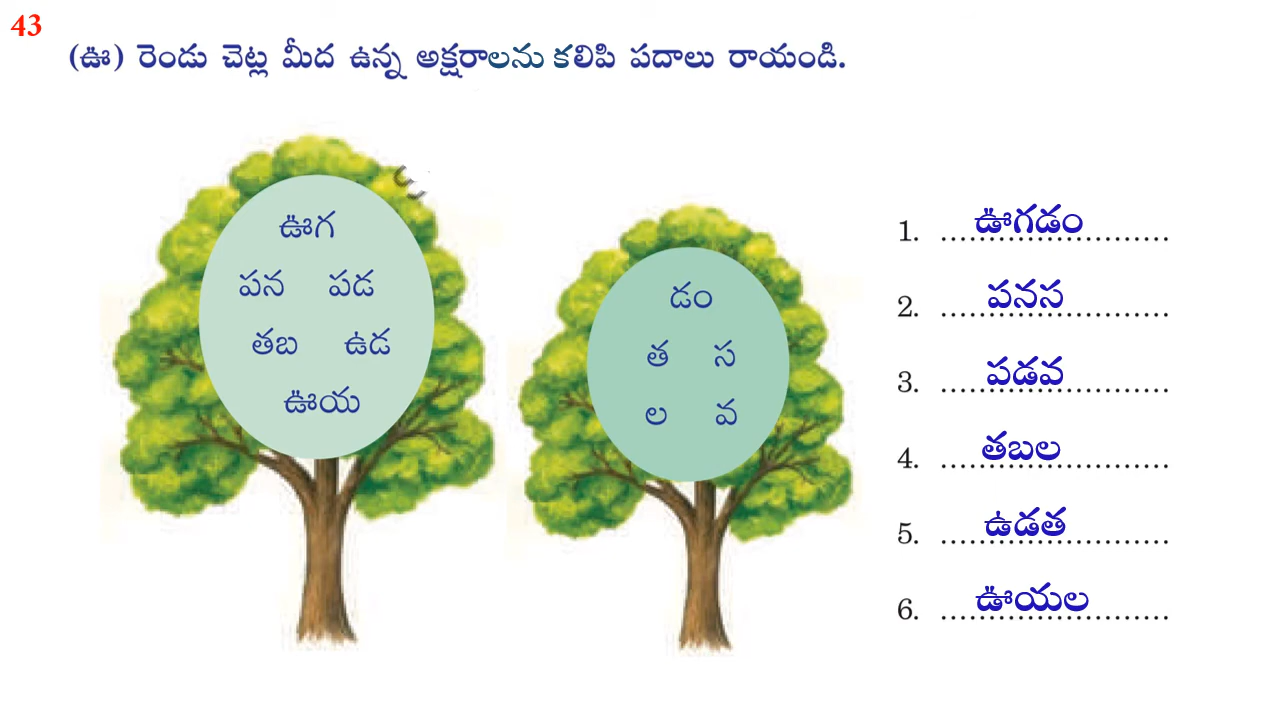 43
(ఊ) రెండు చెట్ల మీద ఉన్న అక్షరాలను కలిపి పదాలు రాయండి.
ఊగ
పన పడ
తబ ఉడ
ఊయ
డం
త స
ల వ
1. ఊగడం
2. పనస
3. పడవ
4. తబల
5. ఉడత
6. ఊయల